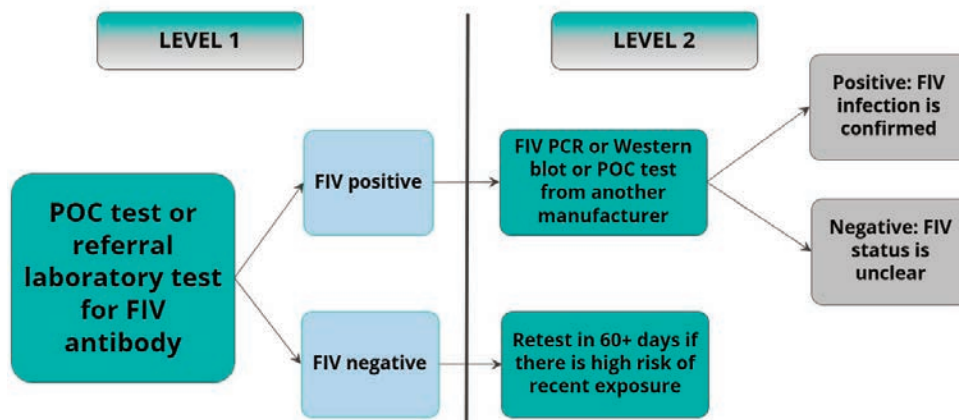 LEVEL 1
LEVEL 2
POC test or
referral
laboratory test
for FIV
antibody
FIV positive
FIV negative
FIV PCR or Western
blot or POC test
from another
manufacturer
Retest in 60+ days if
there is high risk of
recent exposure
Positive: FIV
infection is
confirmed
Negative: FIV
status is
unclear